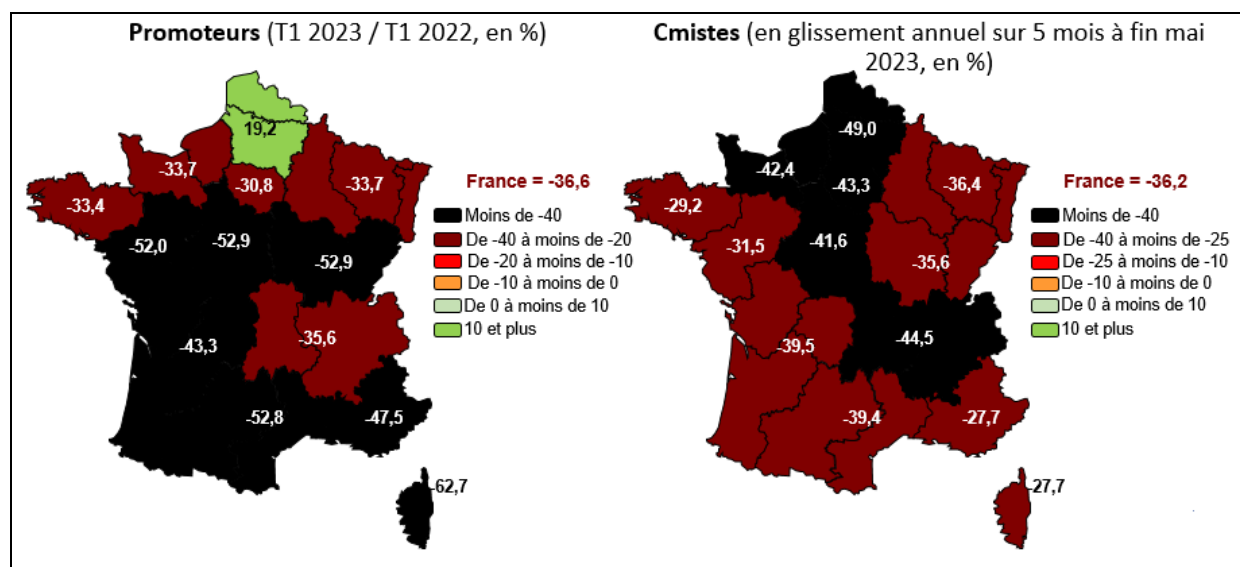 Promoteurs (T1 2023 / T1 2022, en %)
19,2
-33,7
-30,8
-33,7
-33,4
-52,0
-52,9
-52,9
-43,3
-35,6
-52,8
-47,5
-62,7
France = -36,6
Moins de -40
De -40 à moins de -20
De -20 à moins de -10
De -10 à moins de 0
De 0 à moins de 10
10 et plus
Cmistes (en glissement annuel sur 5 mois à fin mai
2023, en %)
-49,0
-42,4
-43,3
-36,4
-29,2
-31,5
-41,6
-35,6
-44,5
-39,5
-39,4
-27,7
-27,7
France = -36,2
Moins de -40
De -40 à moins de -25
De -25 à moins de -10
De -10 à moins de 0
De 0 à moins de 10
10 et plus